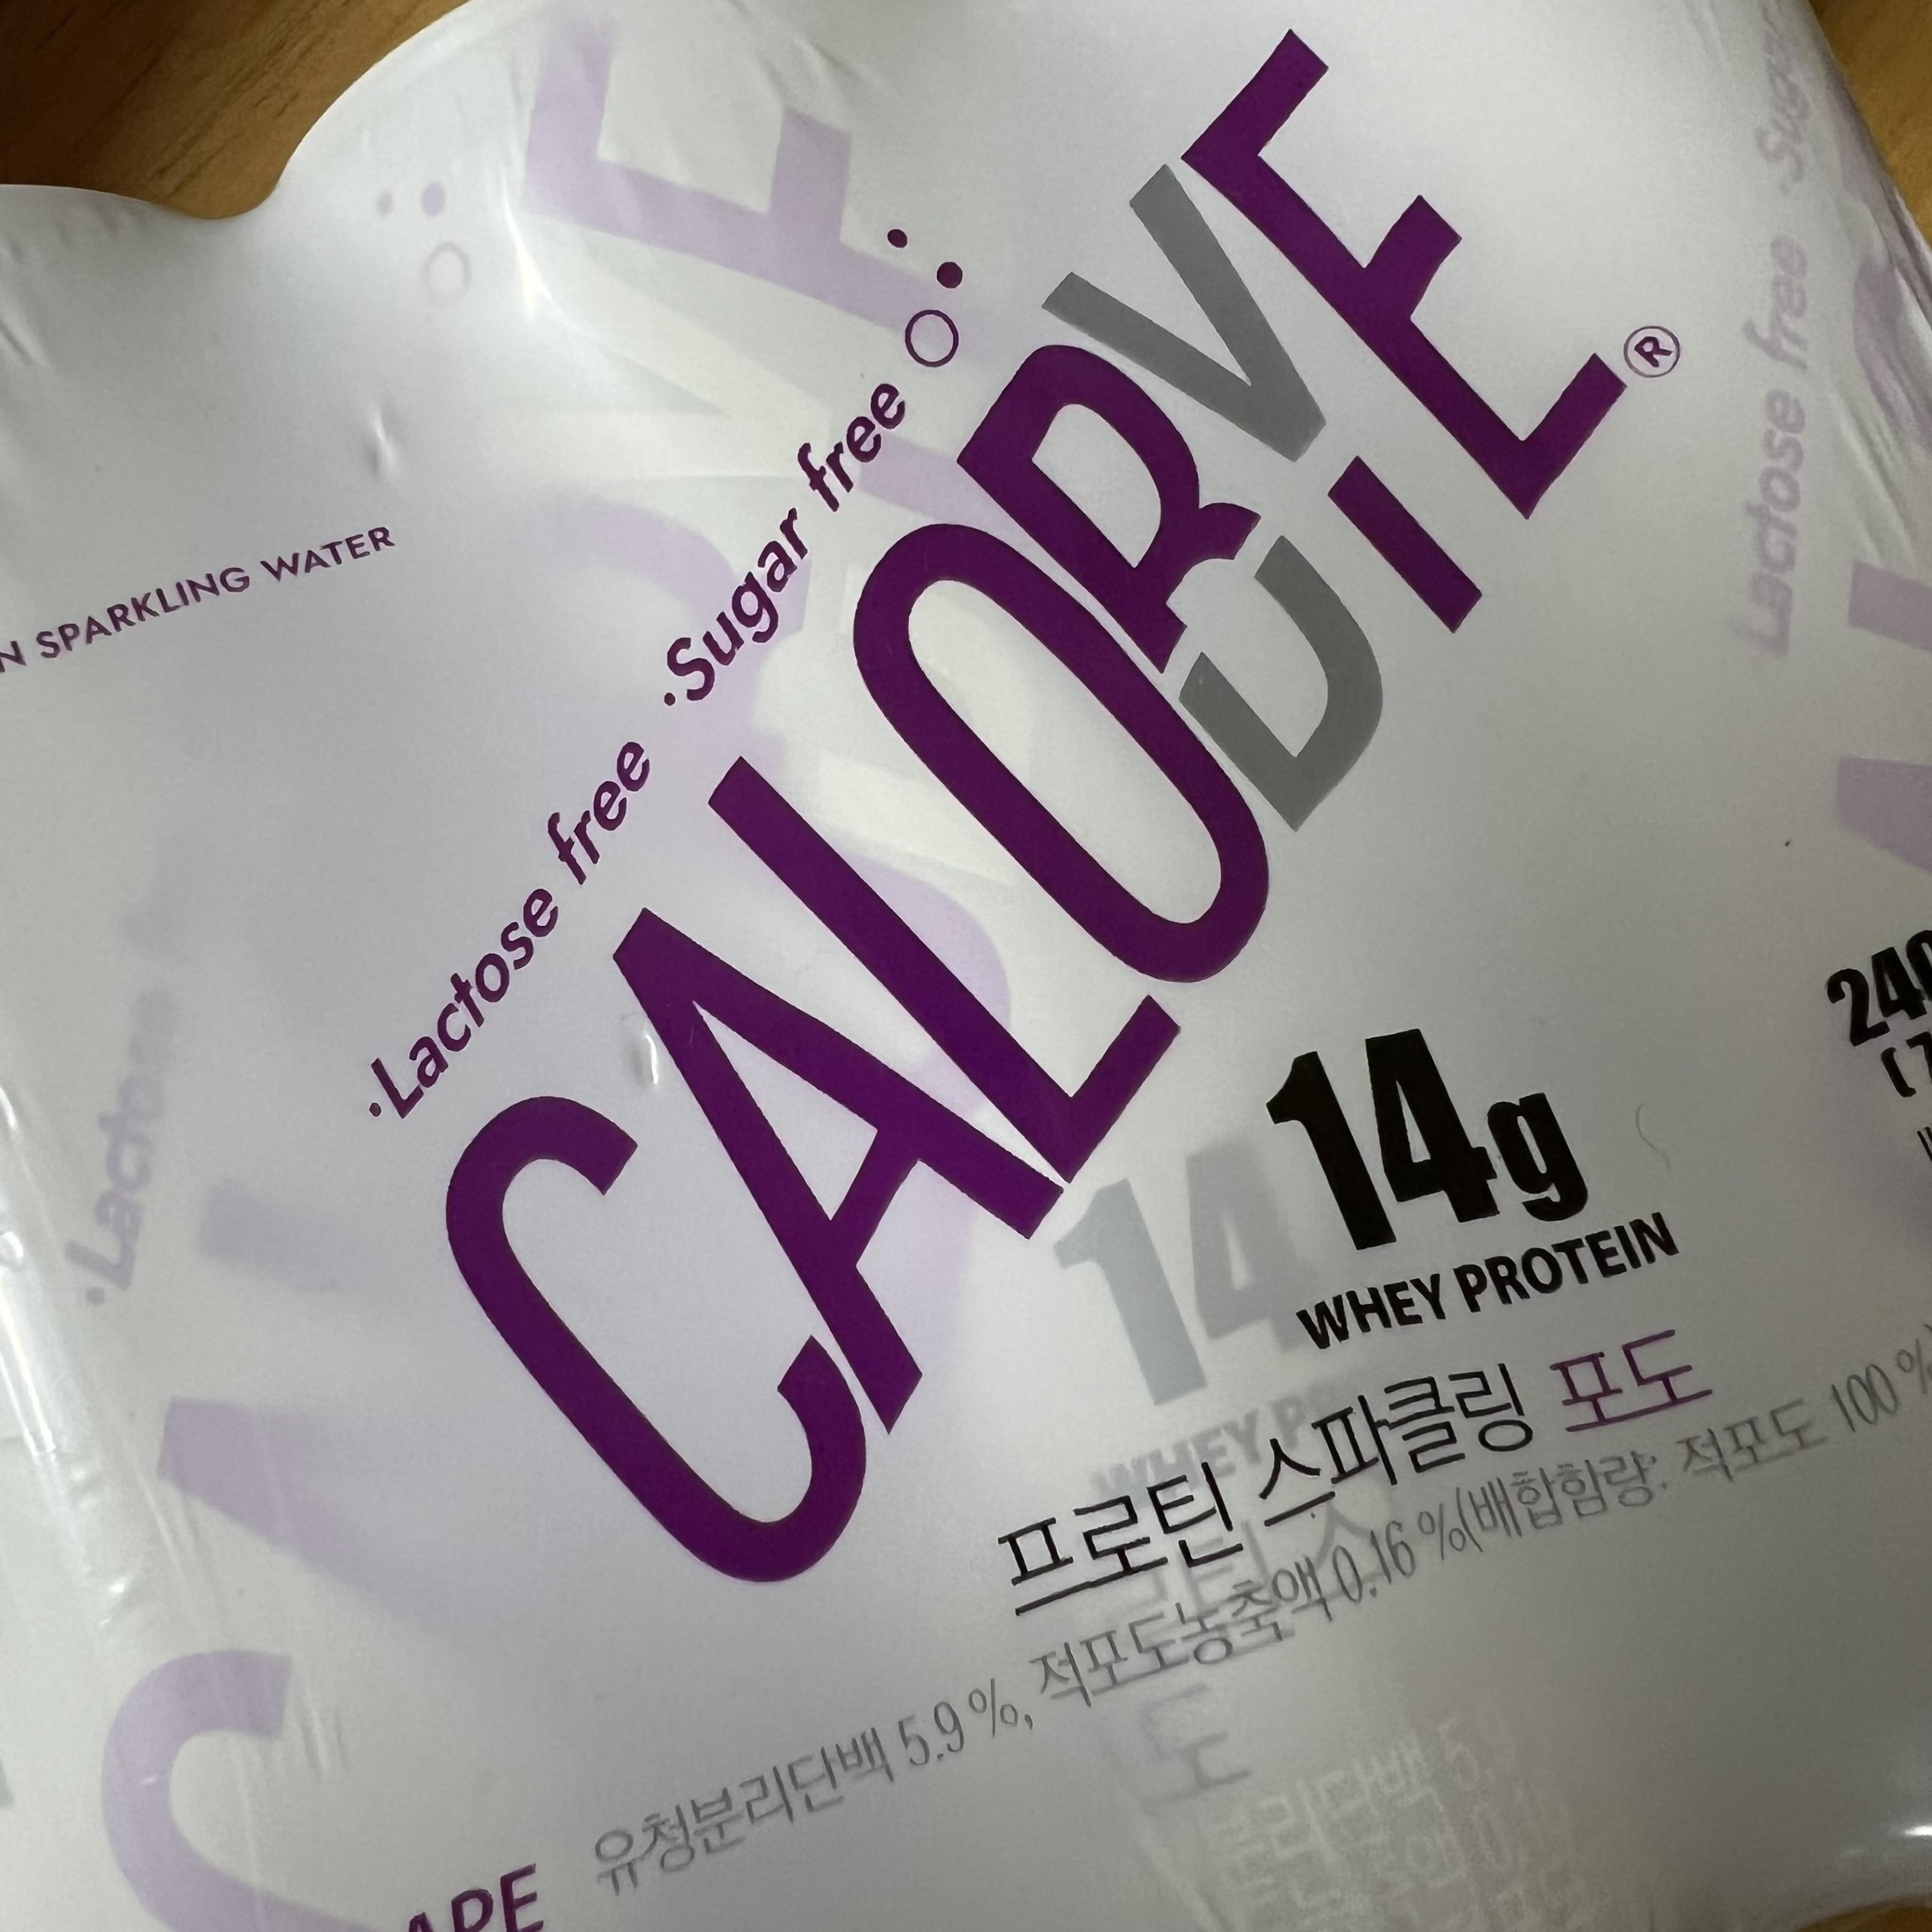 SPARKLING WATER
·Lactose free ·Sugar free
CALOBYE®
14g
WHEY PROTEIN
프로틴 스파클링 포도
유청분리단백 5.9 %, 적포도농축액 0.16 %(배합함량: 적포도 100 %)